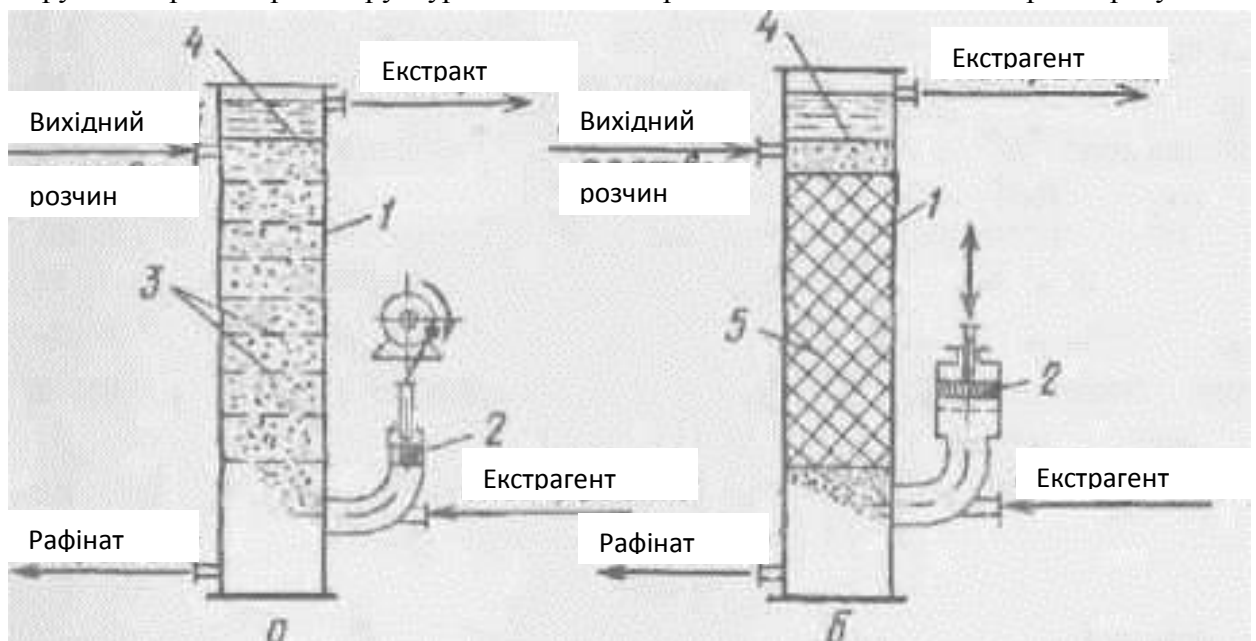 4
Екстракт
Вихідний
розчин
1
3
2
Екстрагент
Рафінат
а
4
Екстрагент
Вихідний
розчин
1
5
2
Екстрагент
Рафінат
б